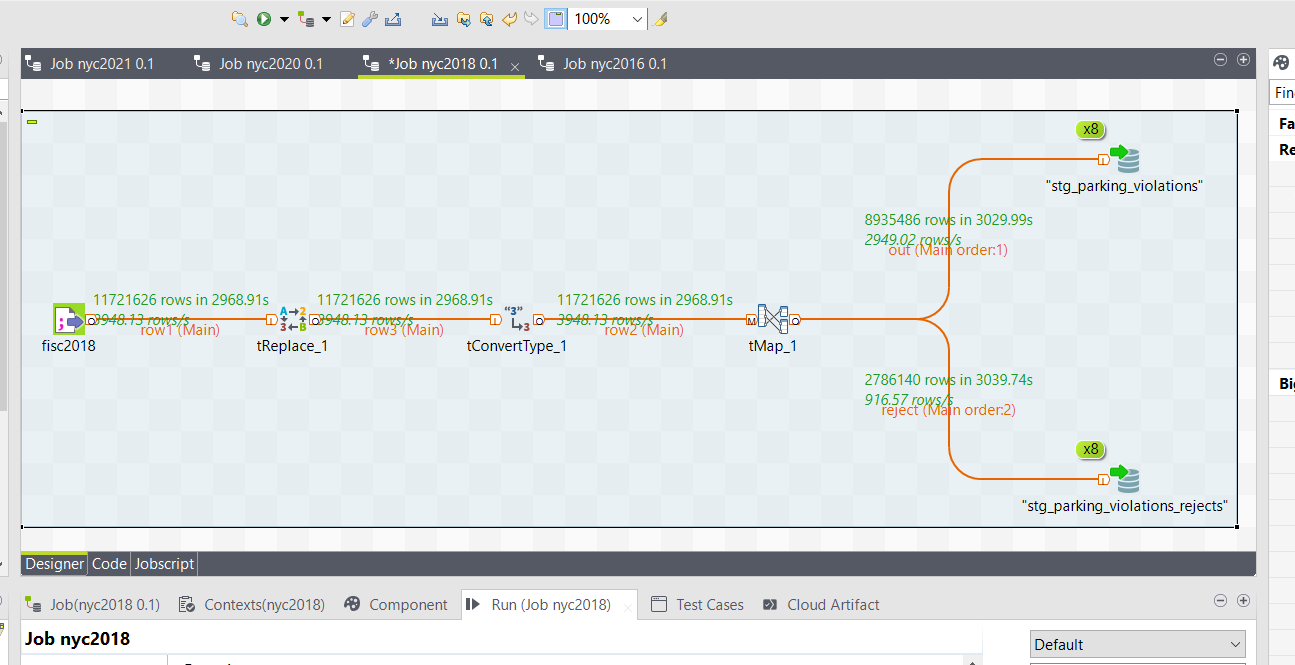 100%
Job nyc2021 0.1
Job nyc2020 0.1
*Job nyc2018 0.1
Job nyc2016 0.1
Fin
Fa
Re
x8
"stg_parking_violations"
8935486 rows in 3029.99s
2949.02 rows/s
out (Main order:1)
11721626 rows in 2968.91s
3948.13 rows/s
row1 (Main)
fisc2018
11721626 rows in 2968.91s
3948.13 rows/s
row3 (Main)
tReplace_1
11721626 rows in 2968.91s
3948.13 rows/s
row2 (Main)
tConvertType_1
tMap_1
2786140 rows in 3039.74s
916.57 rows/s
reject (Main order:2)
x8
"stg_parking_violations_rejects"
Designer
Code
Jobscript
Job(nyc2018 0.1)
Contexts(nyc2018)
Component
Run (Job nyc2018)
Test Cases
Cloud Artifact
Job nyc2018
Default